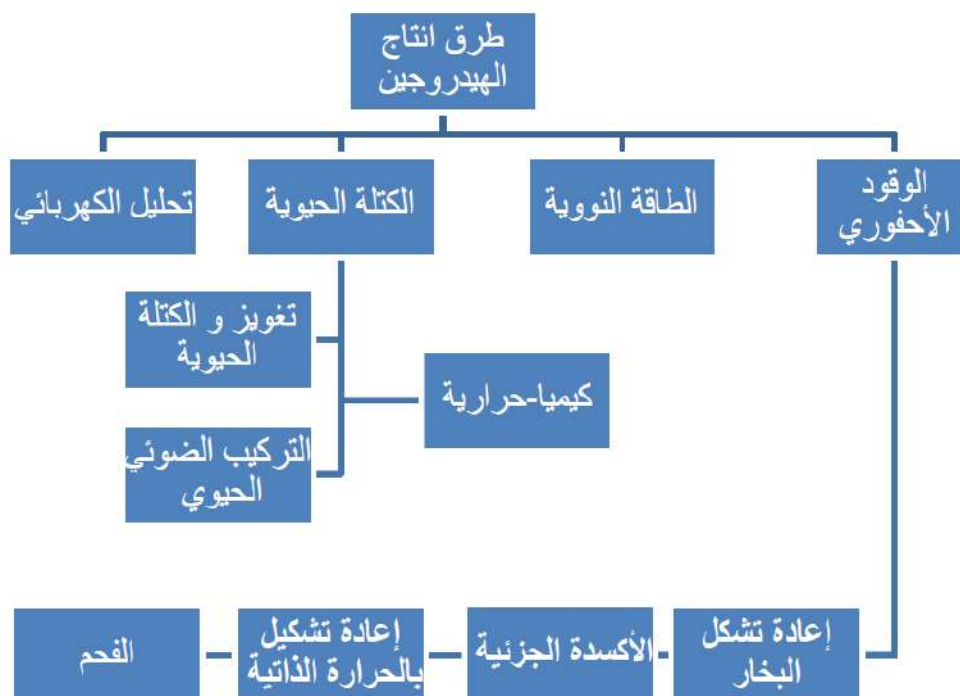 طرق انتاج
الهيدروجين
الوقود
الأحفوري
الطاقة النووية
الكتلة الحيوية
تحليل الكهربائي
تغويز و الكتلة
الحيوية
كيميا-حرارية
التركيب الضوئي
الحيوي
إعادة تشكل
البخار
الأكسدة الجزئية
إعادة تشكيل
بالحرارة الذاتية
الفحم